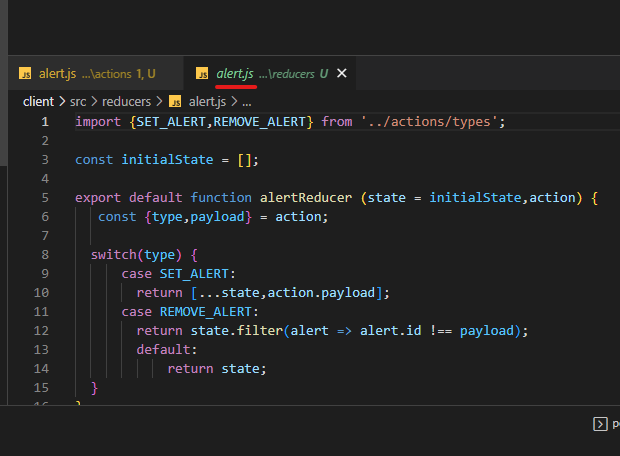 JS alert.js ...\actions 1, U JS alert.js ...\reducers U ×
client > src > reducers > JS alert.js > ...
1 import {SET_ALERT,REMOVE_ALERT} from '../actions/types';
2
3 const initialState = [];
4
5 export default function alertReducer (state = initialState,action) {
6 const {type,payload} = action;
7
8 switch(type) {
9 case SET_ALERT:
10 return [...state,action.payload];
11 case REMOVE_ALERT:
12 return state.filter(alert => alert.id !== payload);
13 default:
14 return state;
15 }